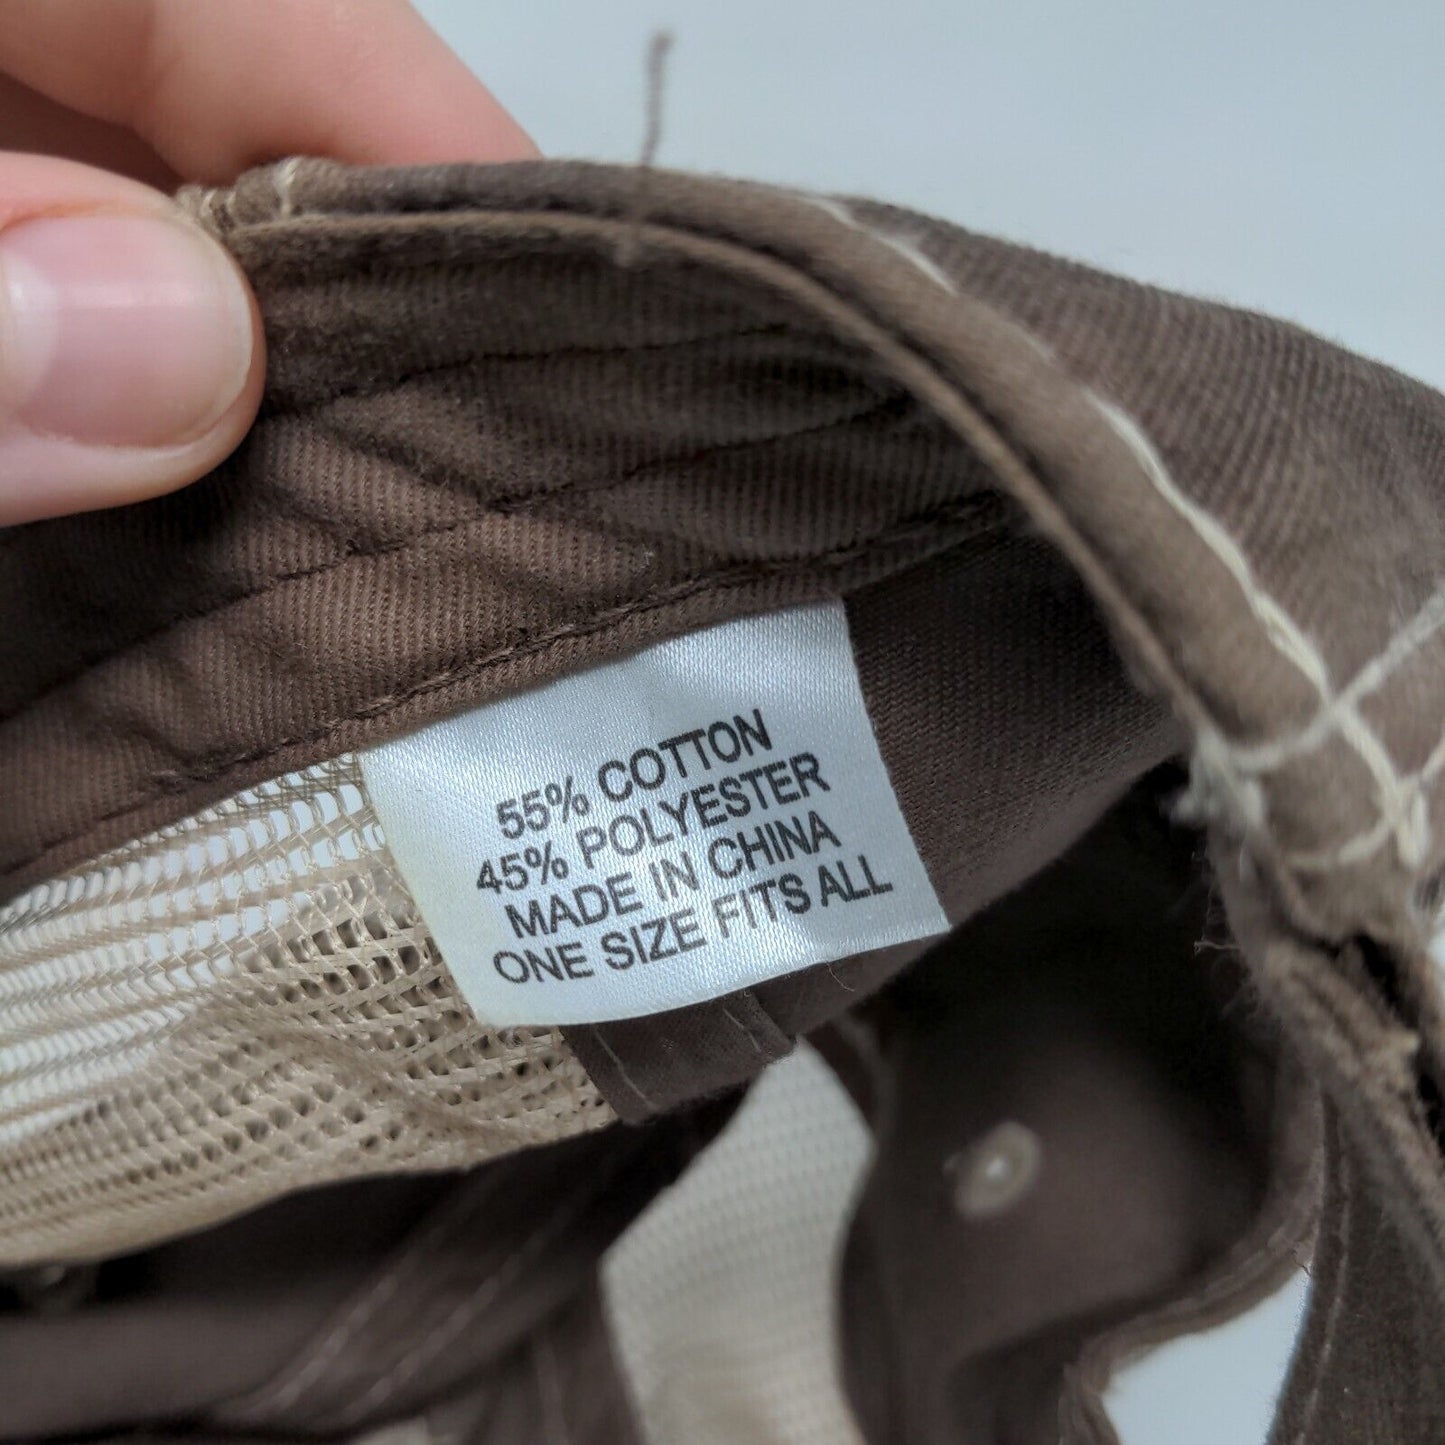 55% COTTON
45% POLYESTER
MADE IN CHINA
ONE SIZE FITS ALL